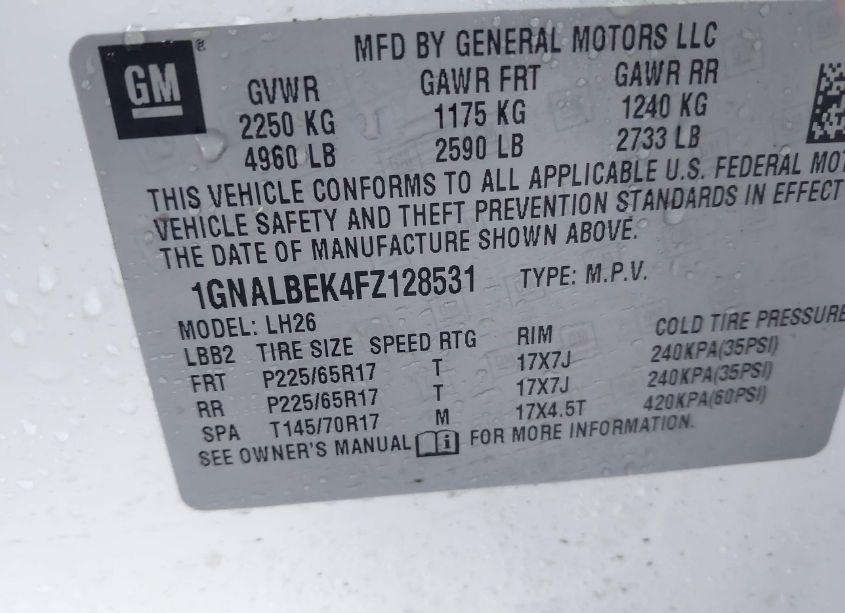 GM ®
MFD BY GENERAL MOTORS LLC
GVWR GAWR FRT GAWR RR
2250 KG 1175 KG 1240 KG
4960 LB 2590 LB 2733 LB
THIS VEHICLE CONFORMS TO ALL APPLICABLE U.S. FEDERAL MOT
VEHICLE SAFETY AND THEFT PREVENTION STANDARDS IN EFFECT
THE DATE OF MANUFACTURE SHOWN ABOVE.
1GNALBEK4FZ128531 TYPE: M.P.V.
MODEL: LH26
LBB2 TIRE SIZE SPEED RTG RIM COLD TIRE PRESSURE
FRT P225/65R17 T 17X7J 240KPA(35PSI)
RR P225/65R17 T 17X7J 240KPA(35PSI)
SPA T145/70R17 M 17X4.5T 420KPA(60PSI)
SEE OWNER'S MANUAL i FOR MORE INFORMATION.